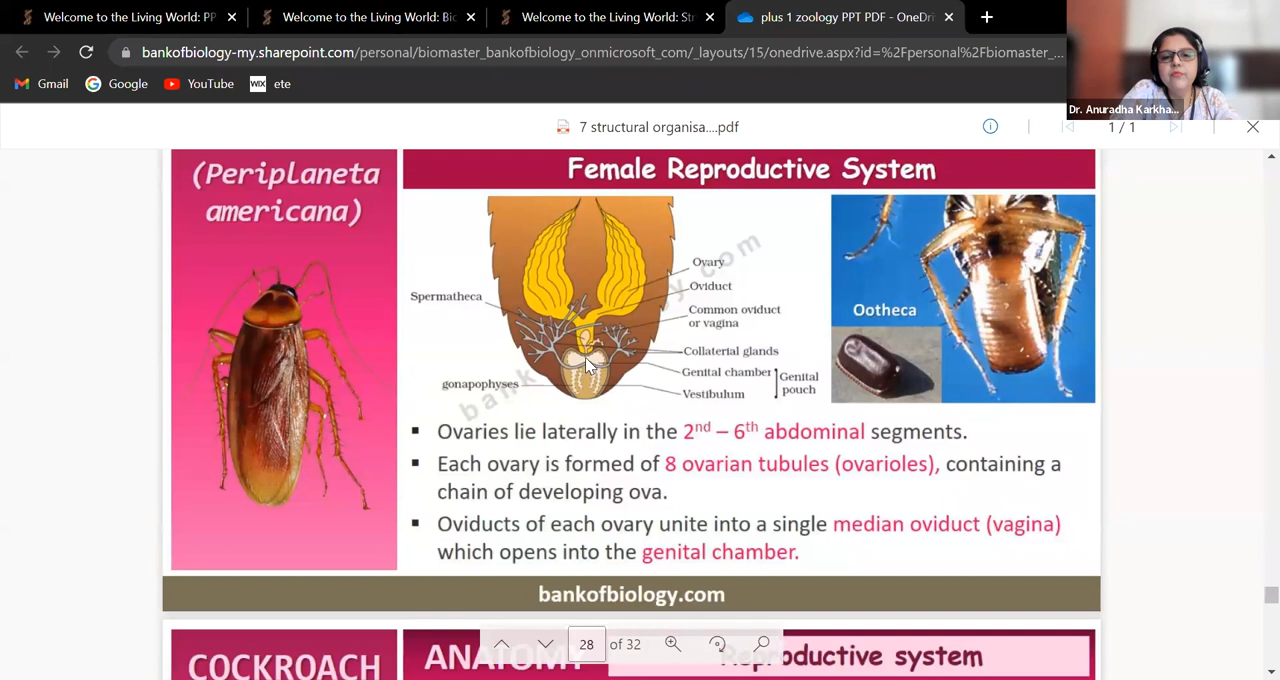 Welcome to the Living World: PP
Welcome to the Living World: Bio
Welcome to the Living World: Str
plus 1 zoology PPT PDF - OneDri
bankofbiology-my.sharepoint.com/personal/biomaster_bankofbiology_onmicrosoft_com/_layouts/15/onedrive.aspx?id=%2Fpersonal%2Fbiomaster_...
Gmail
Google
YouTube
WIX
ete
Dr. Anuradha Karkha...
7 structural organisa....pdf
1 / 1
(Periplaneta
americana)
Female Reproductive System
Ovary
Oviduct
Spermatheca
Common oviduct
or vagina
Collaterial glands
Genital chamber
Genital
pouch
gonapophyses
Vestibulum
Ootheca
▪ Ovaries lie laterally in the 2nd – 6th abdominal segments.
▪ Each ovary is formed of 8 ovarian tubules (ovarioles), containing a
chain of developing ova.
▪ Oviducts of each ovary unite into a single median oviduct (vagina)
which opens into the genital chamber.
bankofbiology.com
28 of 32
COCKROACH
ANATOMY
Reproductive system